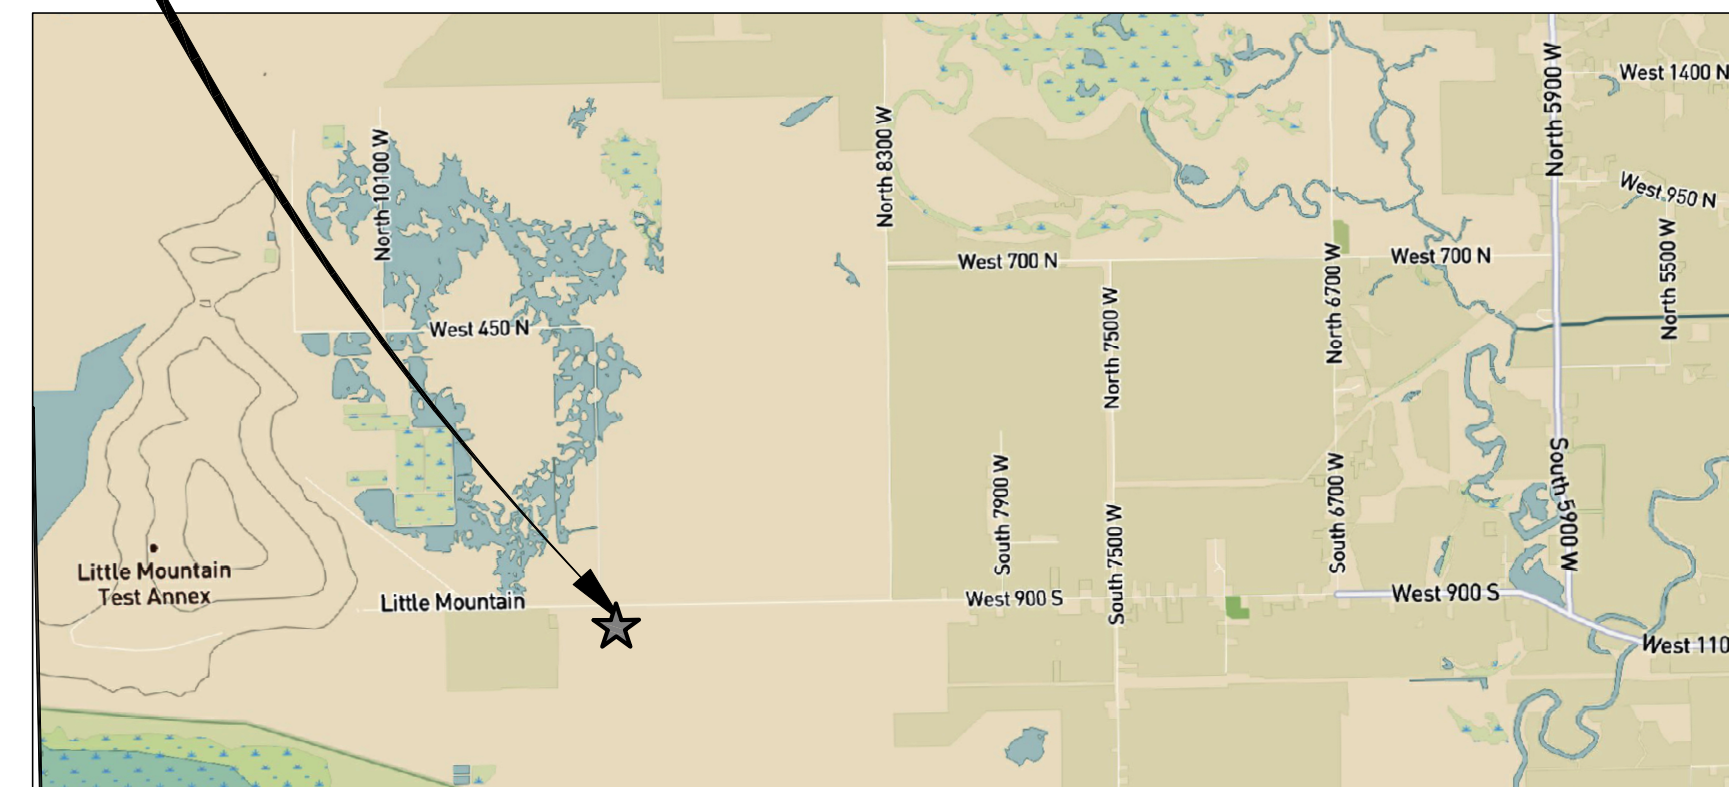 West 1400 N
North 5900 W
North 8300 W
North 10100 W
West 950 N
West 700 N
West 700 N
North 5500 W
North 6700 W
North 7500 W
West 450 N
South 7900 W
South 6700 W
South 5900 W
South 7500 W
Little Mountain
Test Annex
Little Mountain
West 900 S
West 900 S
West 110